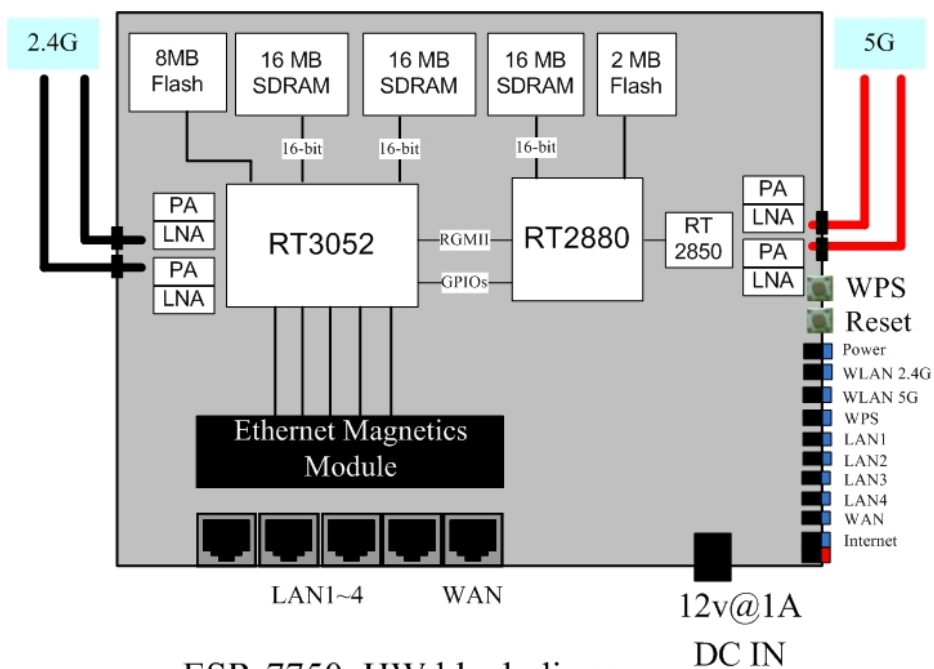 2.4G
5G
8MB
Flash
16 MB
SDRAM
16 MB
SDRAM
16 MB
SDRAM
2 MB
Flash
16-bit
16-bit
16-bit
PA
LNA
PA
LNA
RT3052
RGMII
GPIOs
RT2880
RT
2850
PA
LNA
PA
LNA
WPS
Reset
Power
WLAN 2.4G
WLAN 5G
WPS
LAN1
LAN2
LAN3
LAN4
WAN
Internet
Ethernet Magnetics
Module
LAN1~4
WAN
12v@1A
DC IN